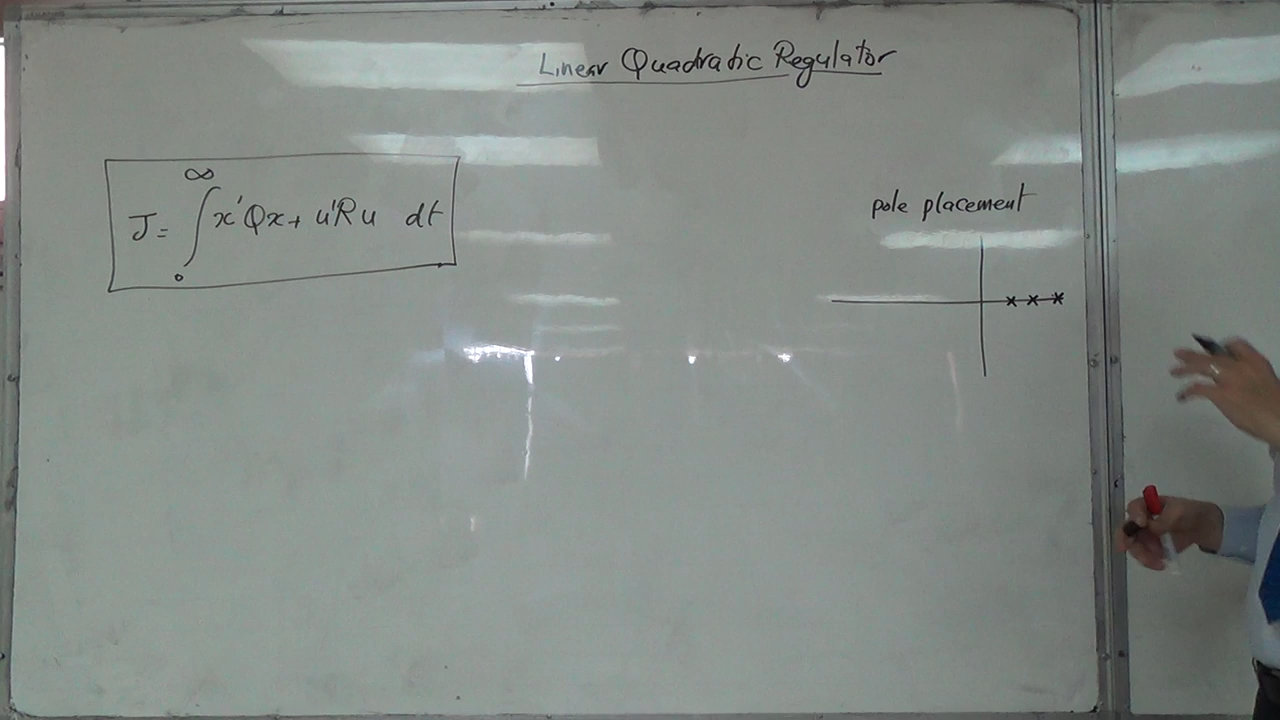 Linear Quadratic Regulator
J = ∫₀^∞ x'Qx + u'Ru dt
pole placement